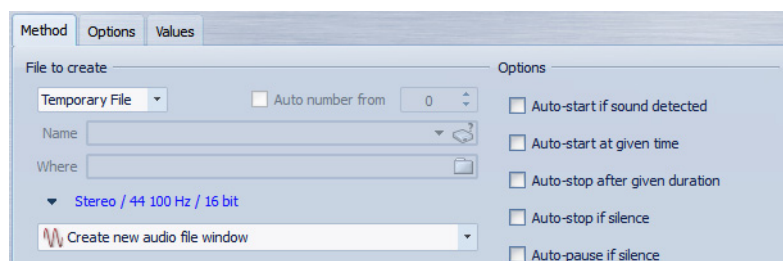 Method Options Values
File to create
Temporary File
Auto number from 0
Name
Where
Stereo / 44 100 Hz / 16 bit
Create new audio file window
Options
Auto-start if sound detected
Auto-start at given time
Auto-stop after given duration
Auto-stop if silence
Auto-pause if silence